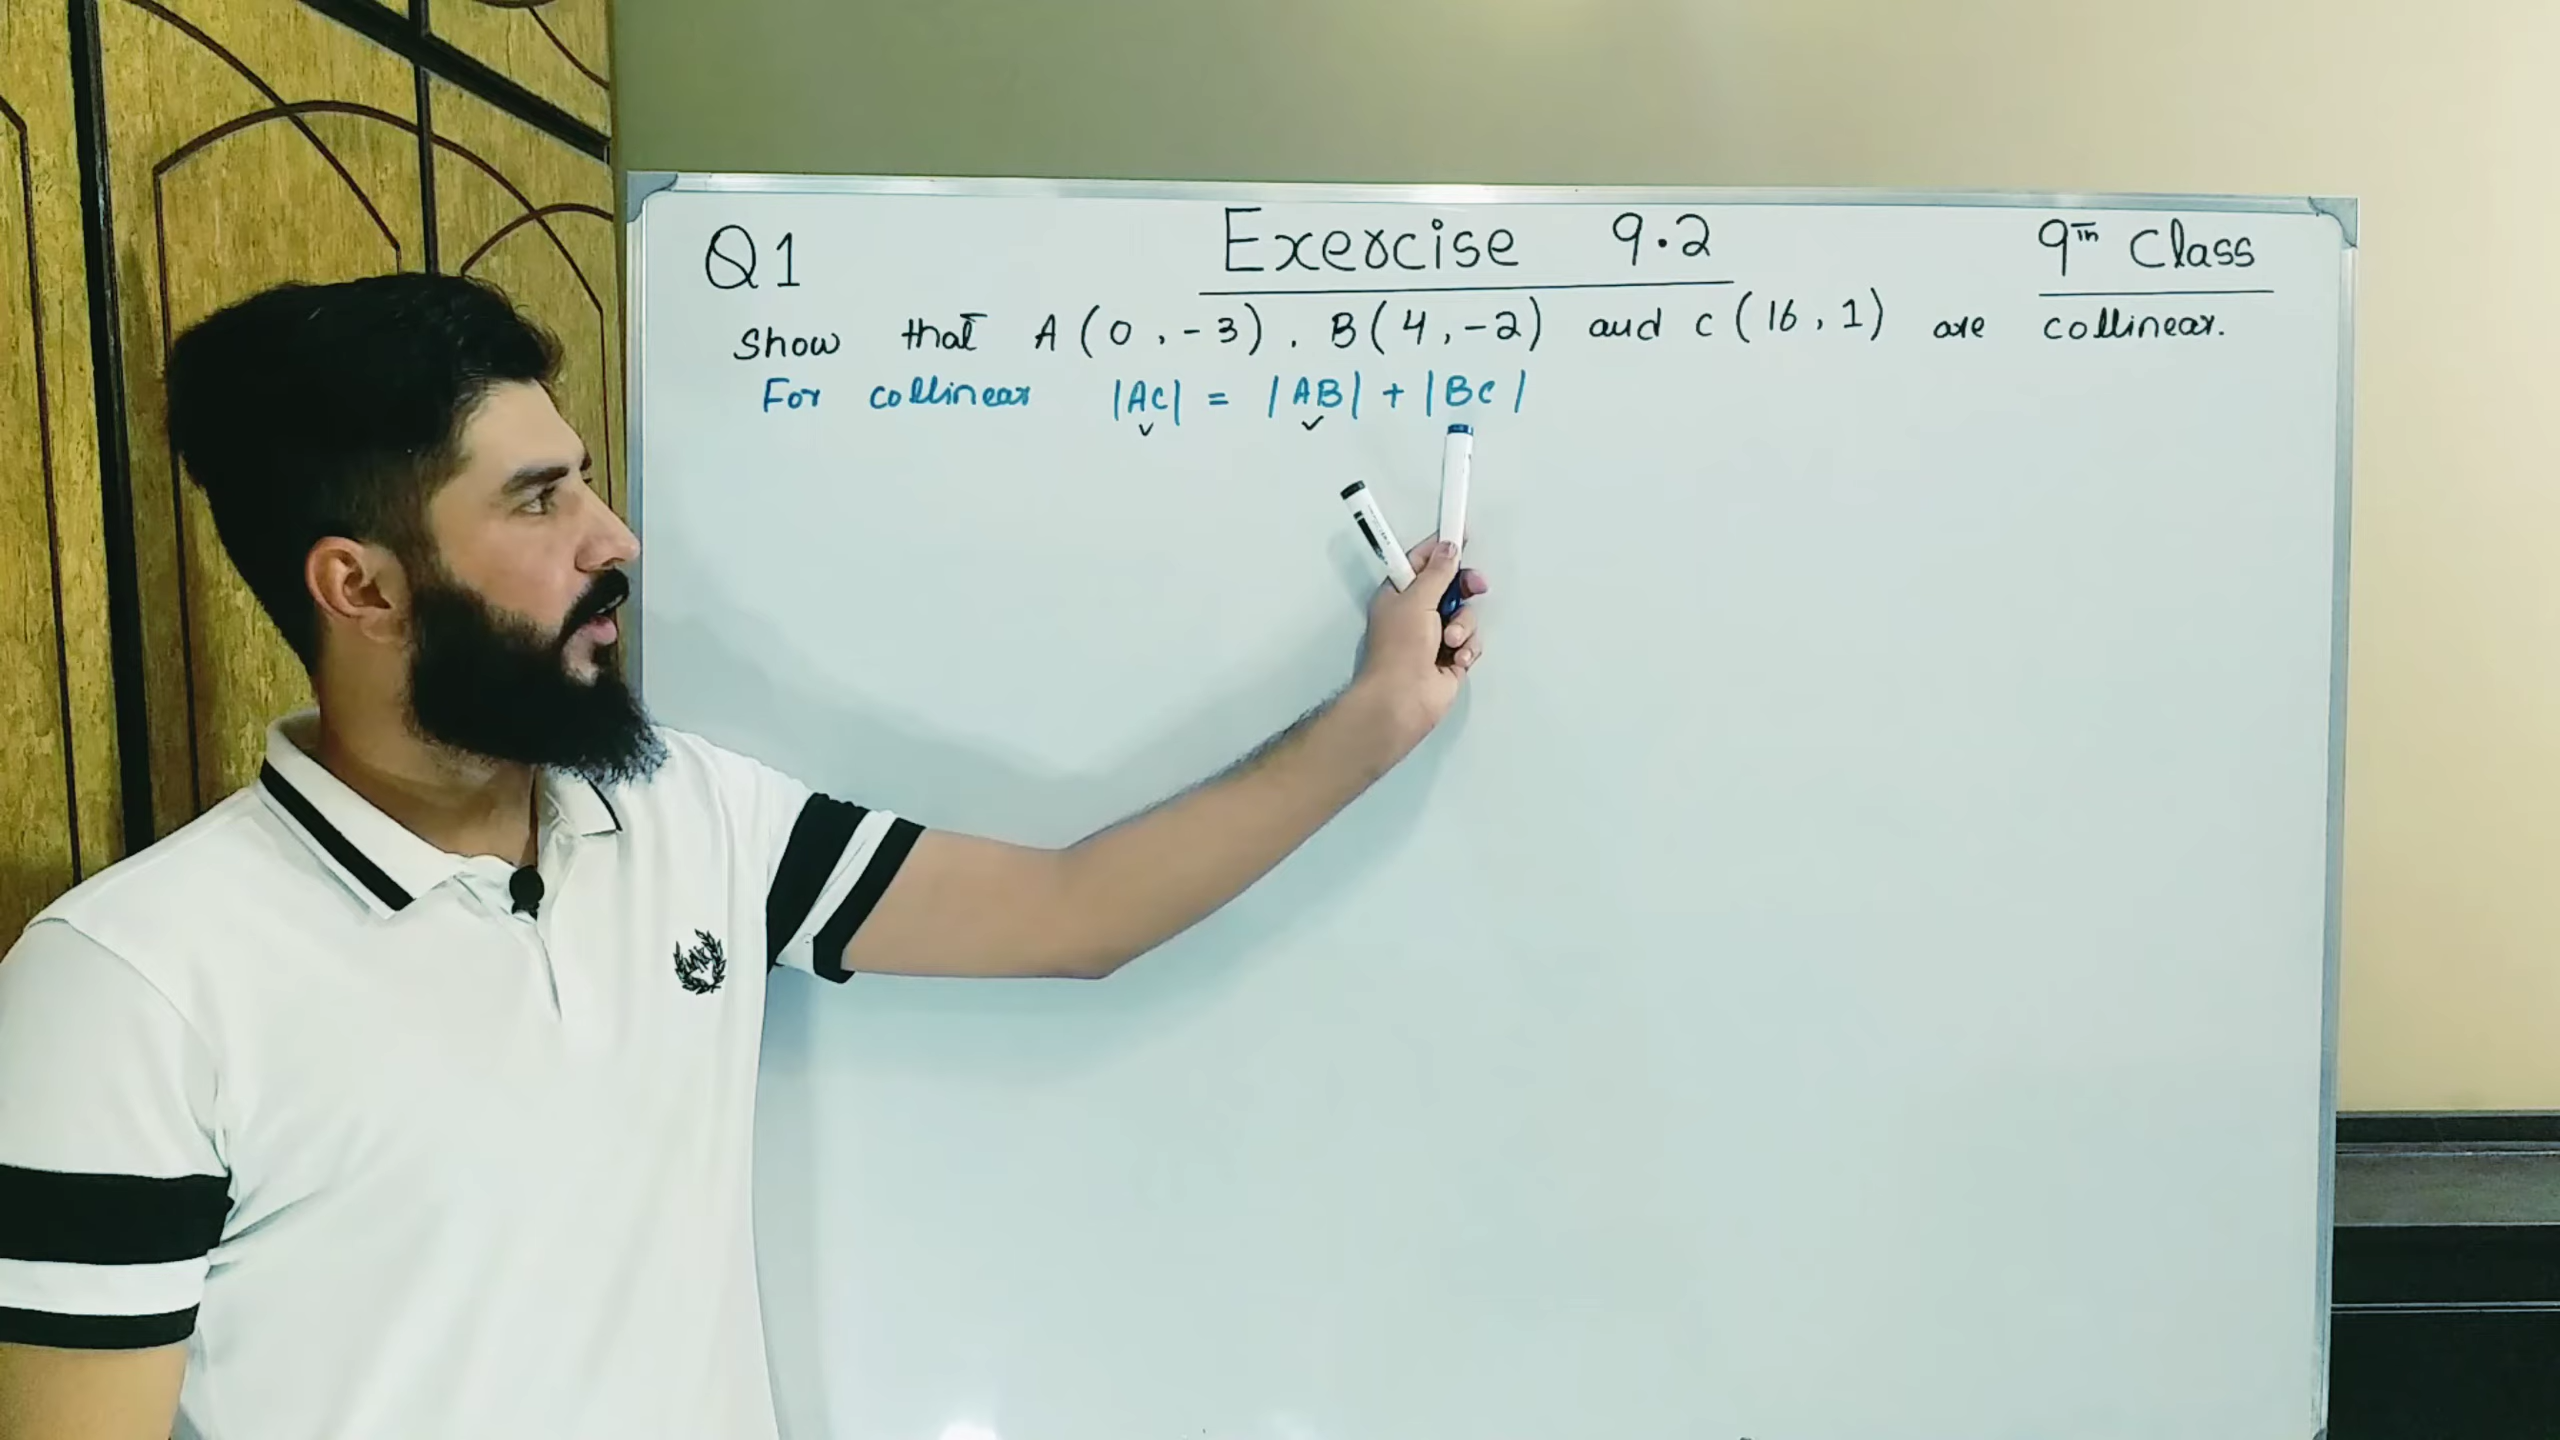 Q1
Exercise 9.2
9th Class
Show that A(0,-3), B(4,-2) and C(16,1) are collinear.
For collinear |AC| = |AB| + |BC|